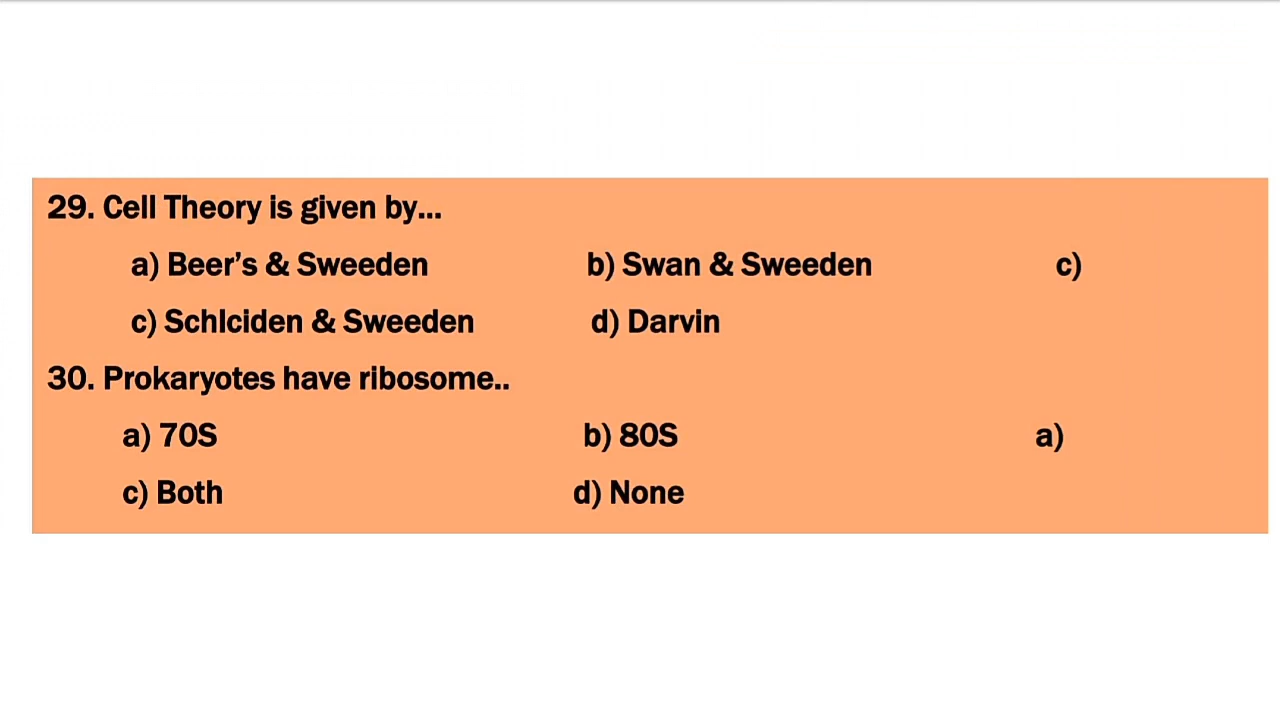 29. Cell Theory is given by...
a) Beer's & Sweeden b) Swan & Sweeden c)
c) Schlciden & Sweeden d) Darvin
30. Prokaryotes have ribosome..
a) 70S b) 80S a)
c) Both d) None